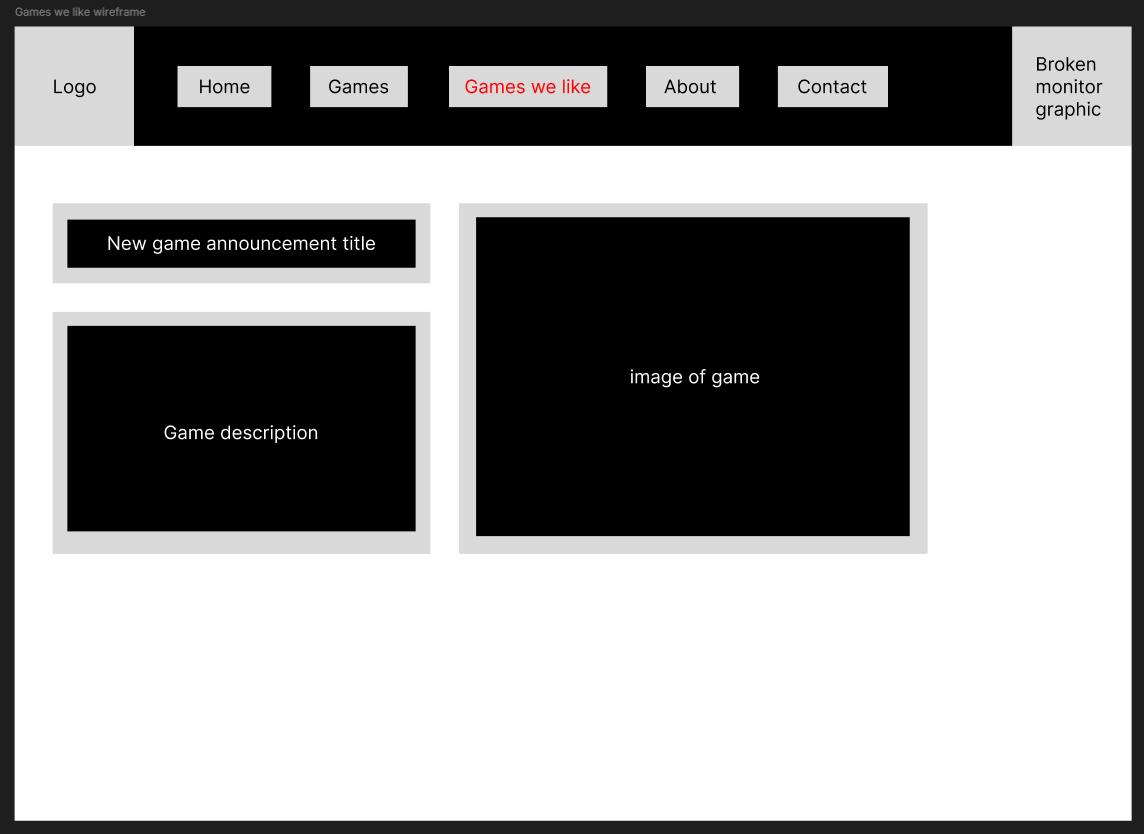 Games we like wireframe
Logo
Home
Games
Games we like
About
Contact
Broken
monitor
graphic
New game announcement title
Game description
image of game